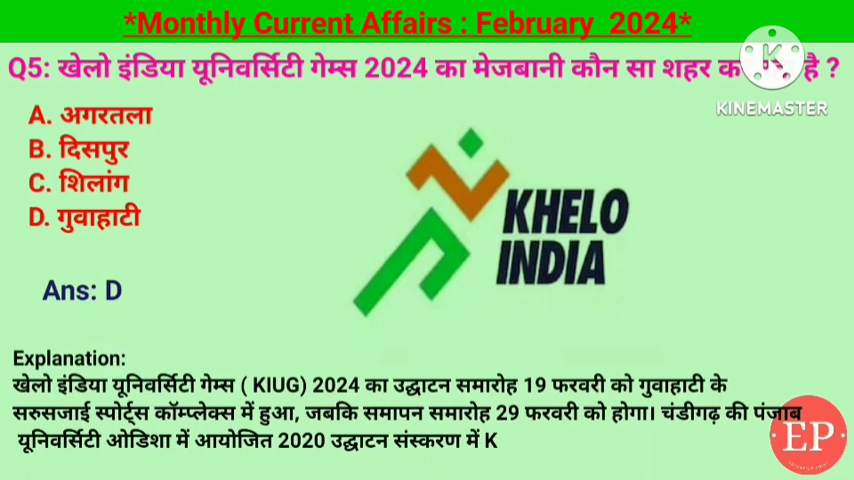 *Monthly Current Affairs : February 2024*
Q5: खेलो इंडिया यूनिवर्सिटी गेम्स 2024 का मेजबानी कौन सा शहर है ?
KINEMASTER
A. अगरतला
B. दिसपुर
C. शिलांग
D. गुवाहाटी
KHELO
INDIA
Ans: D
Explanation:
खेलो इंडिया यूनिवर्सिटी गेम्स ( KIUG) 2024 का उद्घाटन समारोह 19 फरवरी को गुवाहाटी के
सरुसजाई स्पोर्ट्स कॉम्प्लेक्स में हुआ, जबकि समापन समारोह 29 फरवरी को होगा। चंडीगढ़ की पंजाब
यूनिवर्सिटी ओडिशा में आयोजित 2020 उद्घाटन संस्करण में K
EP